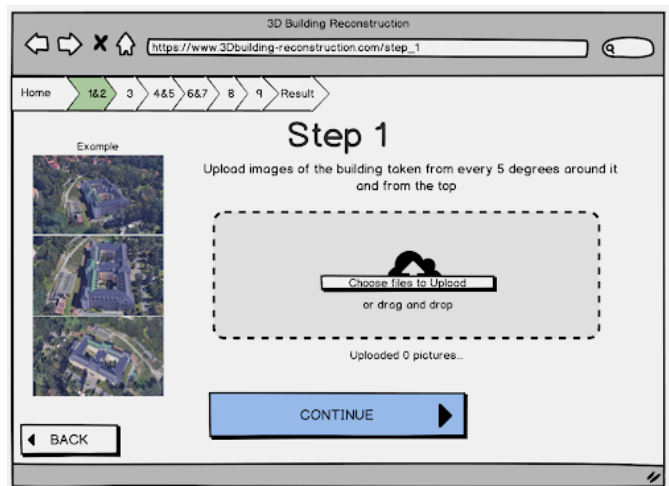 3D Building Reconstruction
https://www.3Dbuilding-reconstruction.com/step_1
Home 1&2 3 4&5 6&7 8 9 Result
Step 1
Example
Upload images of the building taken from every 5 degrees around it
and from the top
Choose files to Upload
or drag and drop
Uploaded 0 pictures..
CONTINUE
BACK